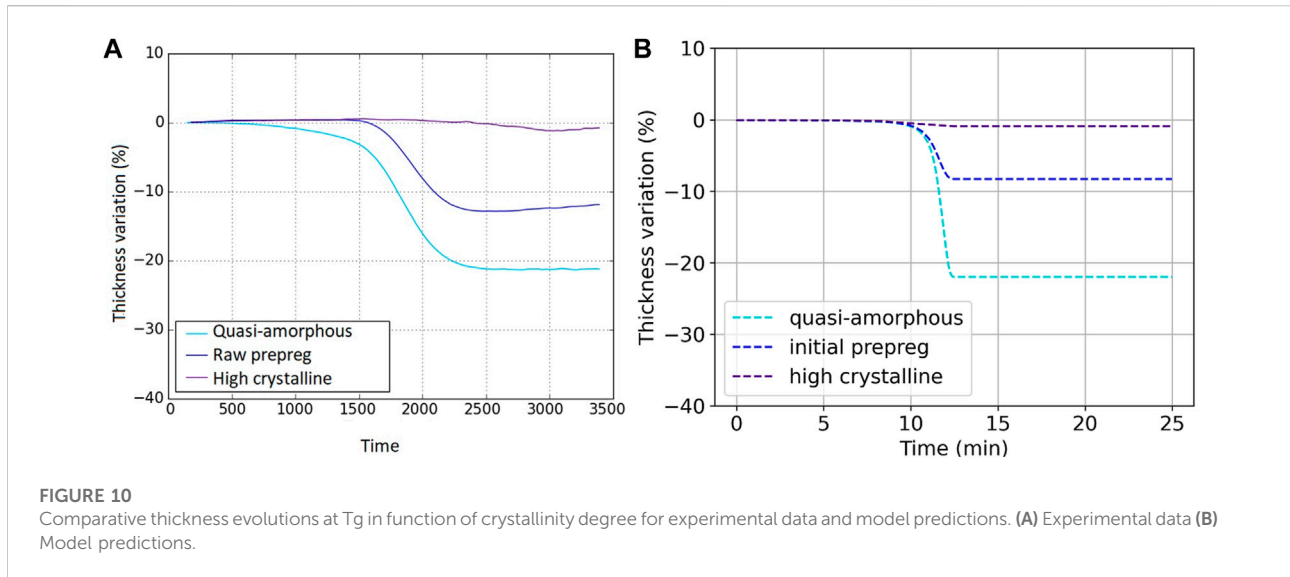 A
10
0
−10
−20
−30
−40
Thickness variation (%)
Quasi-amorphous
Raw prepreg
High crystalline
0 500 1000 1500 2000 2500 3000 3500
Time
B
10
0
−10
−20
−30
−40
Thickness variation (%)
quasi-amorphous
initial prepreg
high crystalline
0 5 10 15 20 25
Time (min)
FIGURE 10
Comparative thickness evolutions at Tg in function of crystallinity degree for experimental data and model predictions. (A) Experimental data (B)
Model predictions.